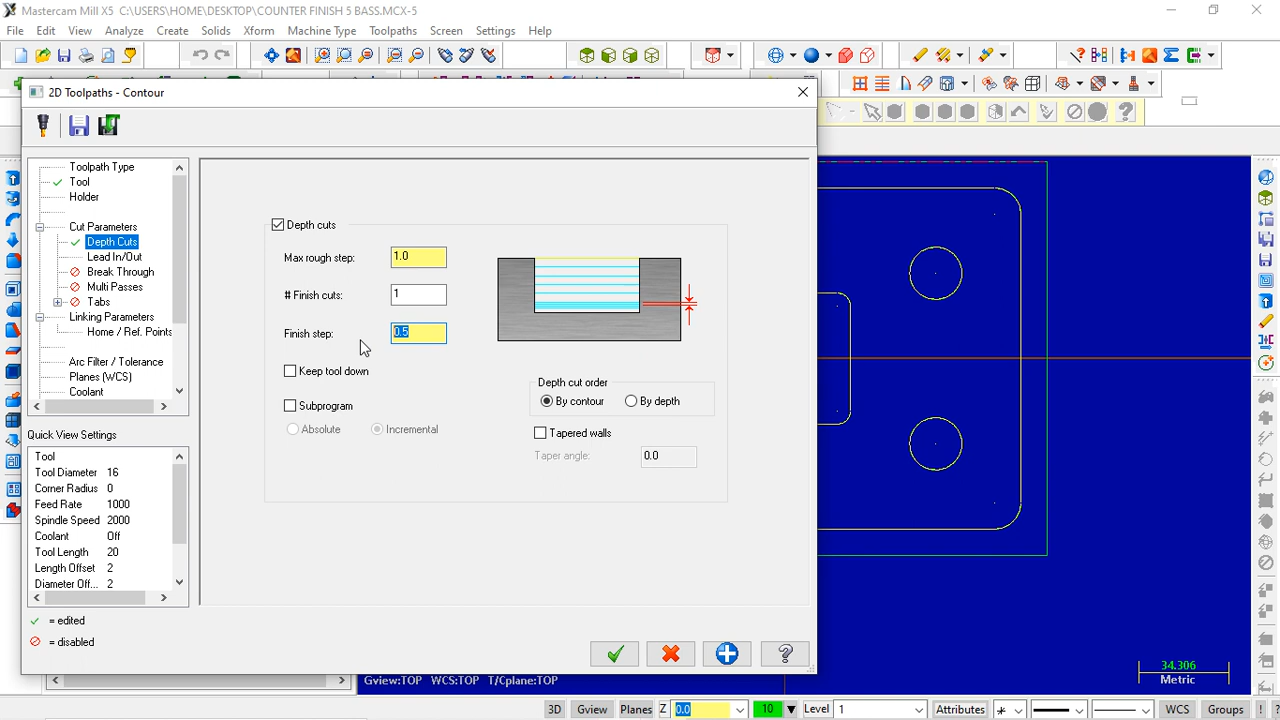 Mastercam Mill X5 C:\USERS\HOME\DESKTOP\COUNTER FINISH 5 BASS.MCX-5
File Edit View Analyze Create Solids Xform Machine Type Toolpaths Screen Settings Help
2D Toolpaths - Contour
Toolpath Type
Tool
Holder
Cut Parameters
Depth Cuts
Lead In/Out
Break Through
Multi Passes
Tabs
Linking Parameters
Home / Ref. Points
Arc Filter / Tolerance
Planes (WCS)
Coolant
Depth cuts
Max rough step: 1.0
# Finish cuts: 1
Finish step: 0.5
Keep tool down
Subprogram
Absolute Incremental
Depth cut order
By contour By depth
Tapered walls
Taper angle: 0.0
Quick View Settings
Tool
Tool Diameter 16
Corner Radius 0
Feed Rate 1000
Spindle Speed 2000
Coolant Off
Tool Length 20
Length Offset 2
Diameter Off... 2
= edited
= disabled
34.306
Metric
Gview:TOP WCS:TOP T/Cplane:TOP
3D Gview Planes Z 0.0 10 Level 1 Attributes WCS Groups ! ?